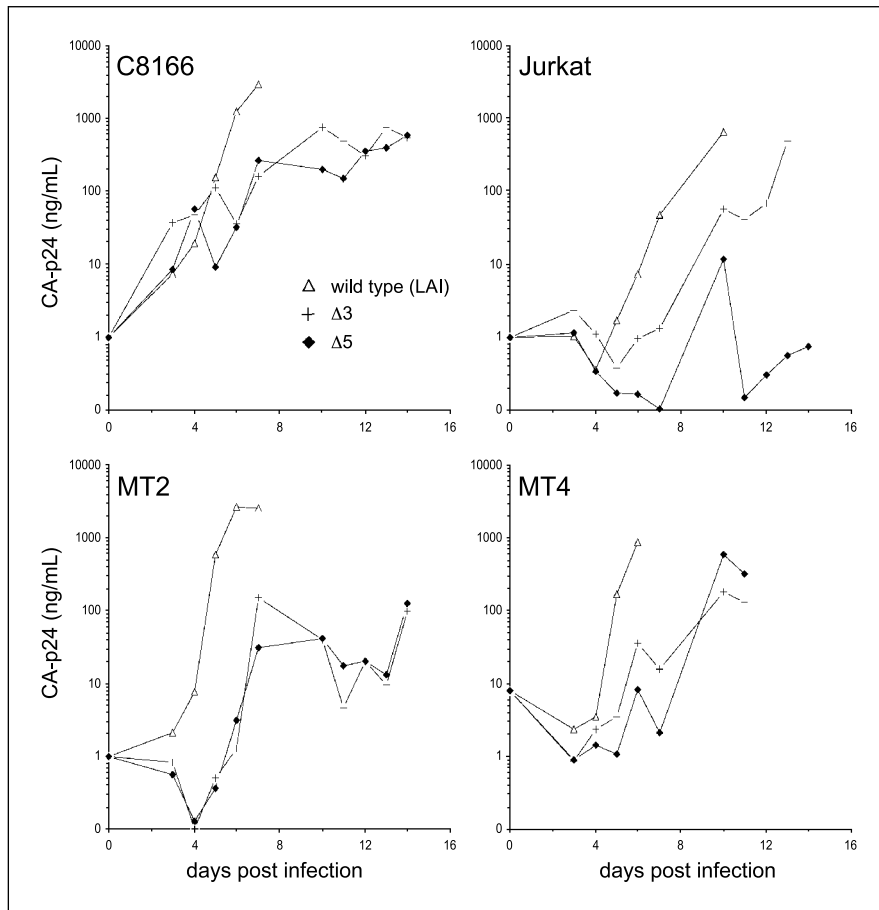 C8166
10000
1000
100
10
1
0
CA-p24 (ng/mL)
0 4 8 12 16
△ wild type (LAI)
+ Δ3
◆ Δ5
Jurkat
10000
1000
100
10
1
0
0 4 8 12 16
MT2
10000
1000
100
10
1
0
CA-p24 (ng/mL)
0 4 8 12 16
days post infection
MT4
10000
1000
100
10
1
0
0 4 8 12 16
days post infection